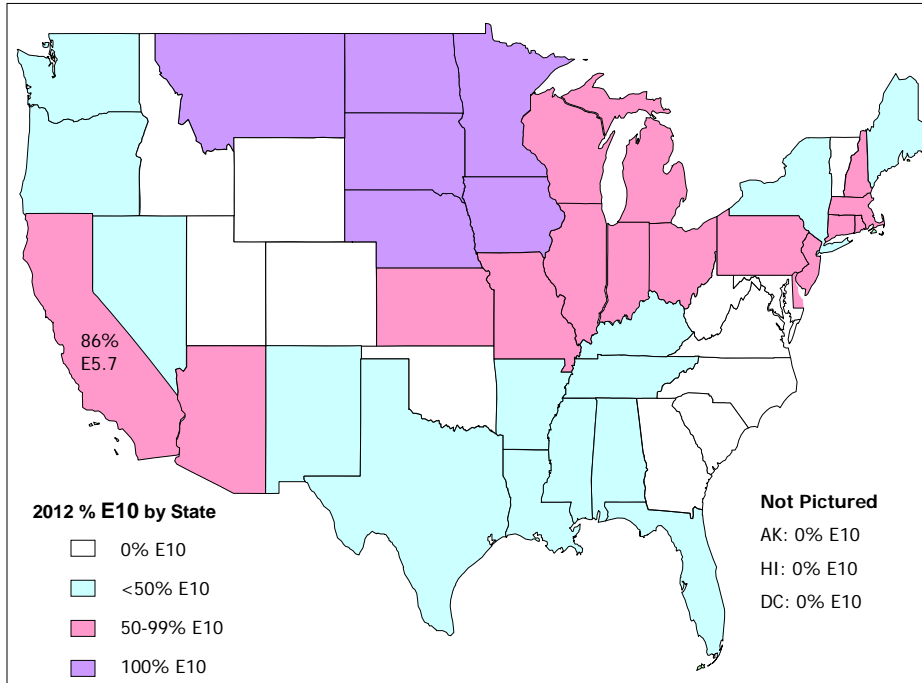 86%
E5.7
2012 % E10 by State
0% E10
<50% E10
50-99% E10
100% E10
Not Pictured
AK: 0% E10
HI: 0% E10
DC: 0% E10